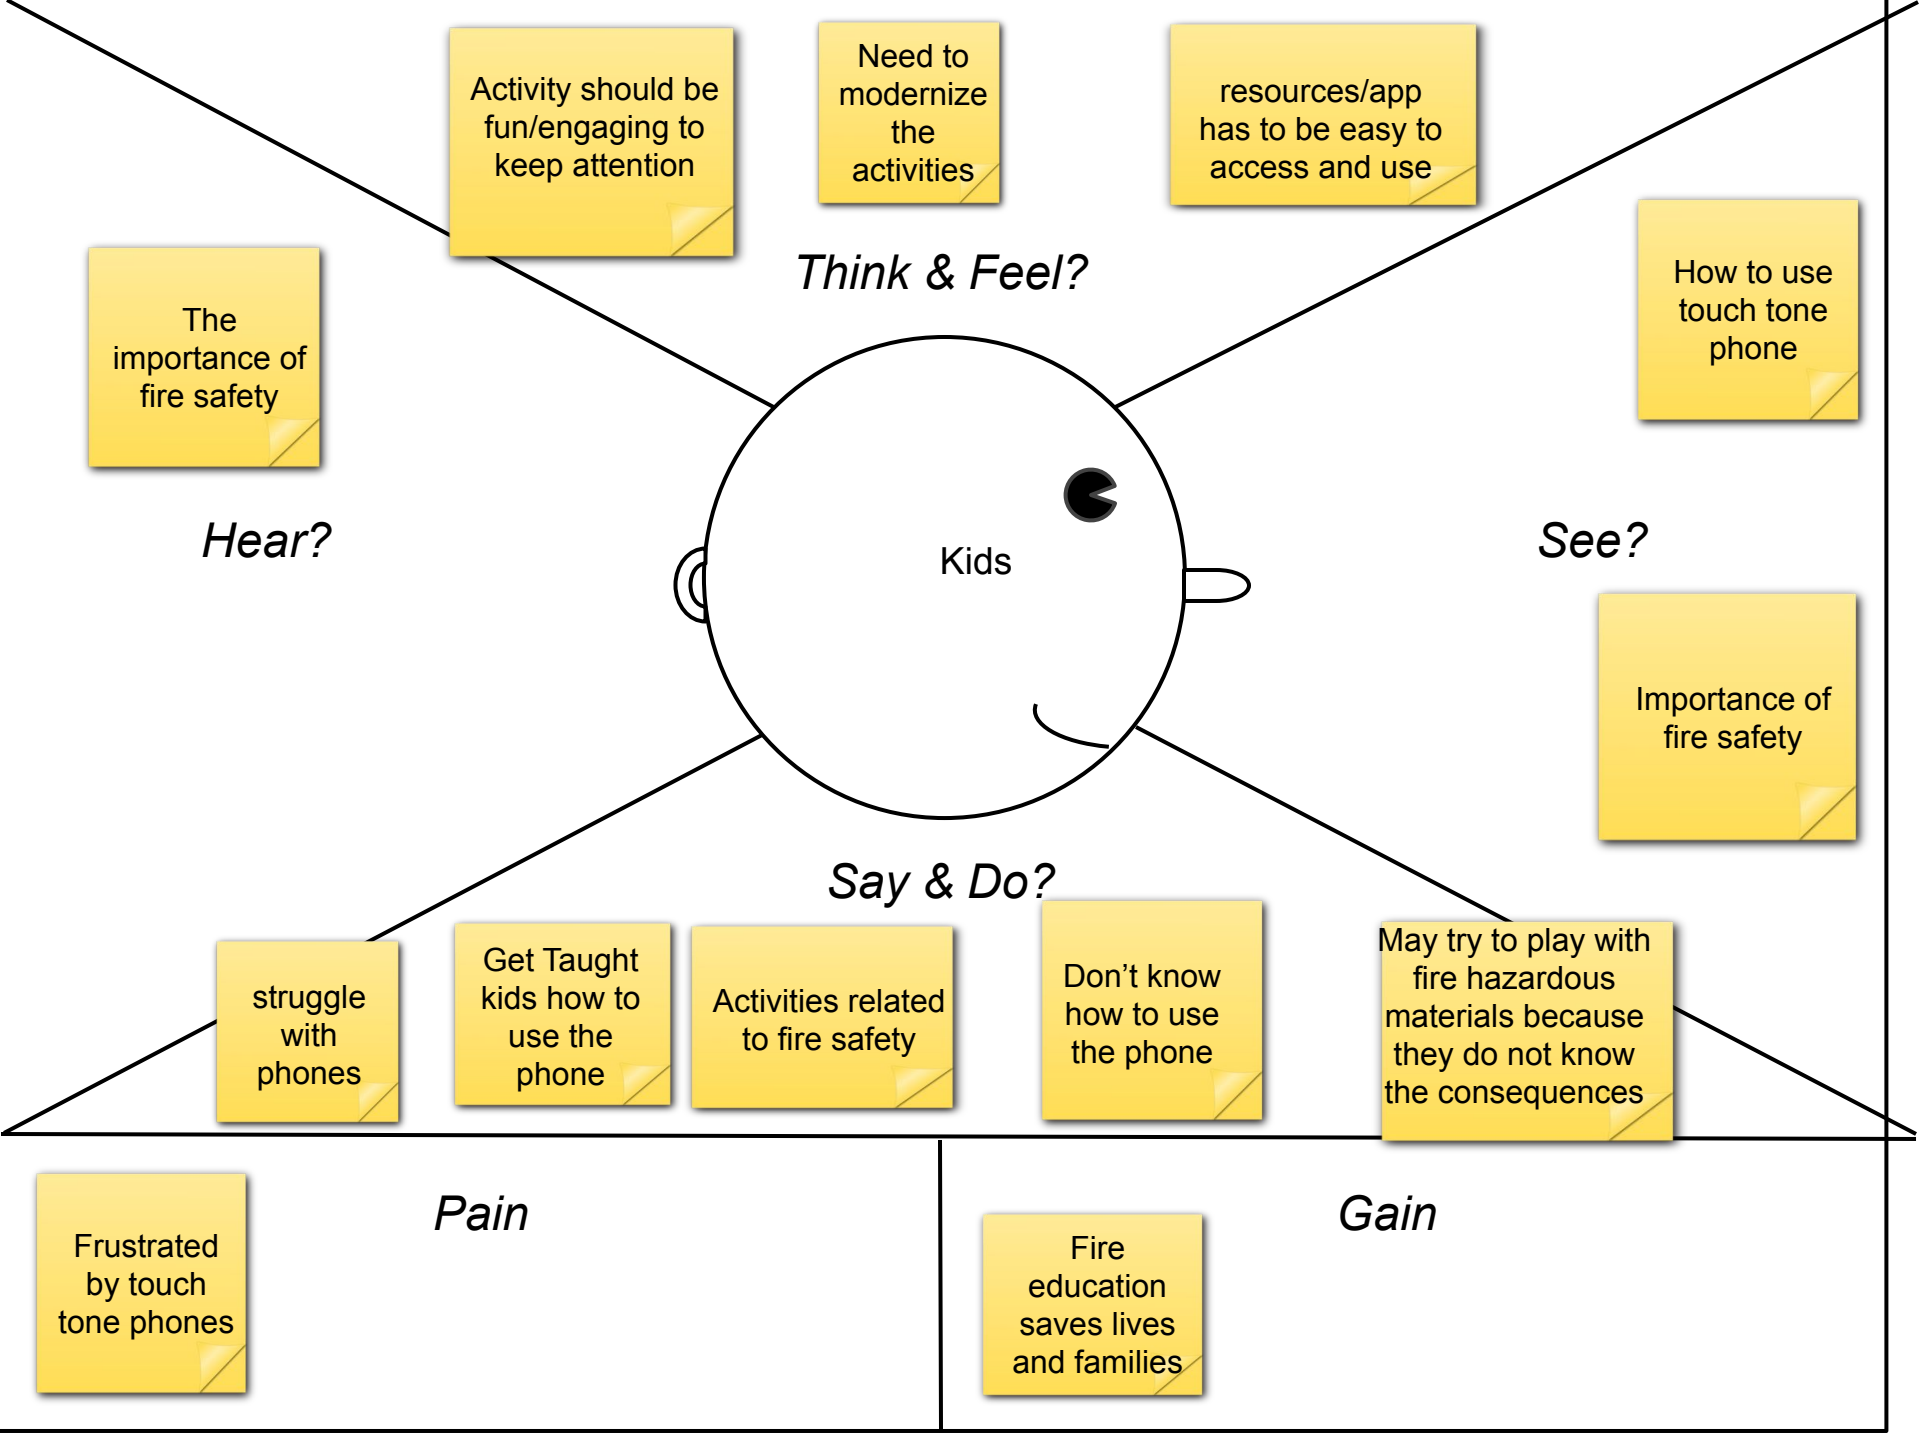 Activity should be
fun/engaging to
keep attention
Need to
modernize
the
activities
resources/app
has to be easy to
access and use
Think & Feel?
The
importance of
fire safety
How to use
touch tone
phone
Hear?
Kids
See?
Importance of
fire safety
Say & Do?
struggle
with
phones
Get Taught
kids how to
use the
phone
Activities related
to fire safety
Don’t know
how to use
the phone
May try to play with
fire hazardous
materials because
they do not know
the consequences
Pain
Frustrated
by touch
tone phones
Gain
Fire
education
saves lives
and families